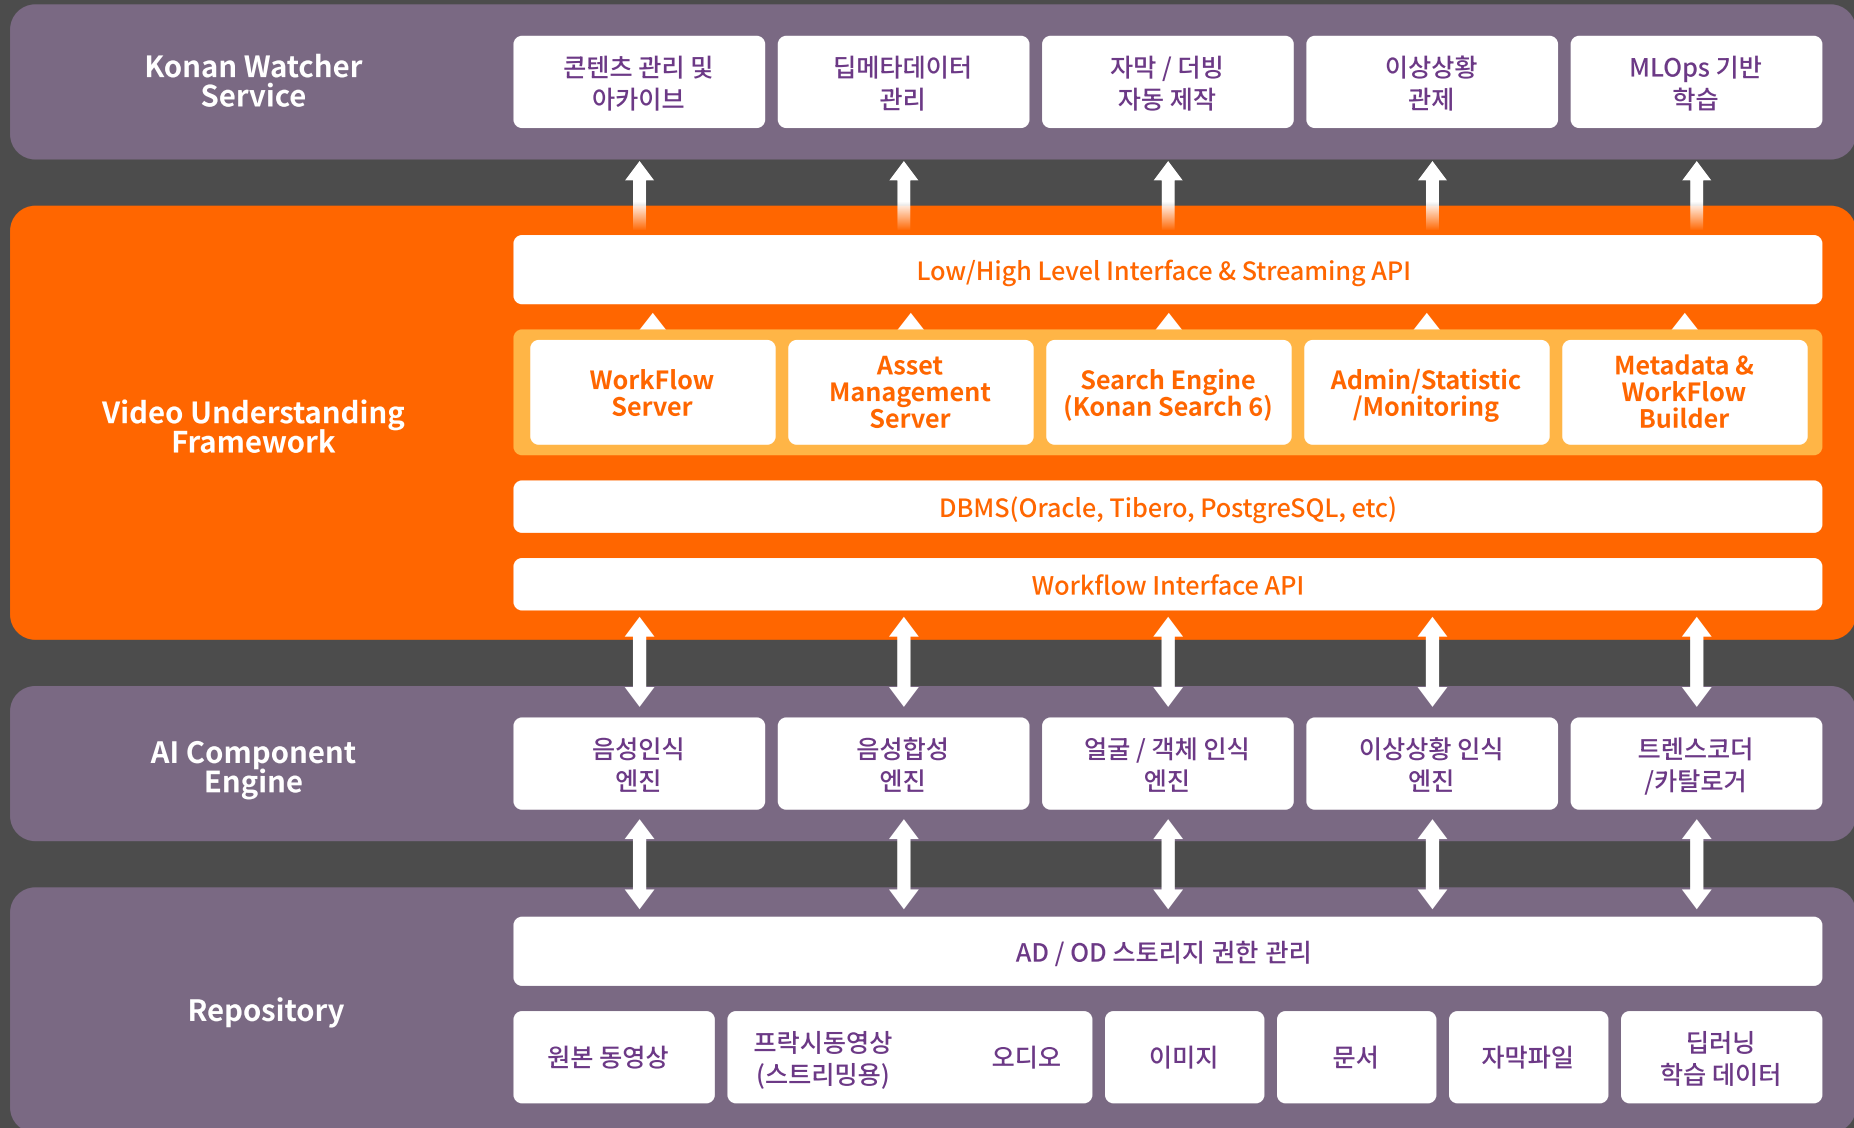 Konan Watcher
Service
콘텐츠 관리 및
아카이브
딥메타데이터
관리
자막 / 더빙
자동 제작
이상상황
관제
MLOps 기반
학습
Video Understanding
Framework
Low/High Level Interface & Streaming API
WorkFlow
Server
Asset
Management
Server
Search Engine
(Konan Search 6)
Admin/Statistic
/Monitoring
Metadata &
WorkFlow
Builder
DBMS(Oracle, Tibero, PostgreSQL, etc)
Workflow Interface API
AI Component
Engine
음성인식
엔진
음성합성
엔진
얼굴 / 객체 인식
엔진
이상상황 인식
엔진
트렌스코더
/카탈로거
Repository
AD / OD 스토리지 권한 관리
원본 동영상
프락시동영상
(스트리밍용)
오디오
이미지
문서
자막파일
딥러닝
학습 데이터